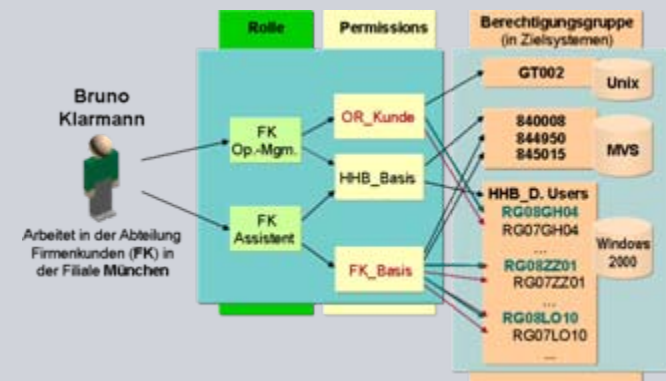 Rolle
Permissions
Berechtigungsgruppe
(in Zielsystemen)
Bruno
Klarmann
Arbeitet in der Abteilung
Firmenkunden (FK) in
der Filiale München
FK
Op.-Mgm.
FK
Assistent
OR_Kunde
HHB_Basis
FK_Basis
GT002
Unix
840008
844950
845015
MVS
HHB_D. Users
RG08GH04
RG07GH04
...
RG08ZZ01
RG07ZZ01
...
RG08LO10
RG07LO10
...
Windows
2000